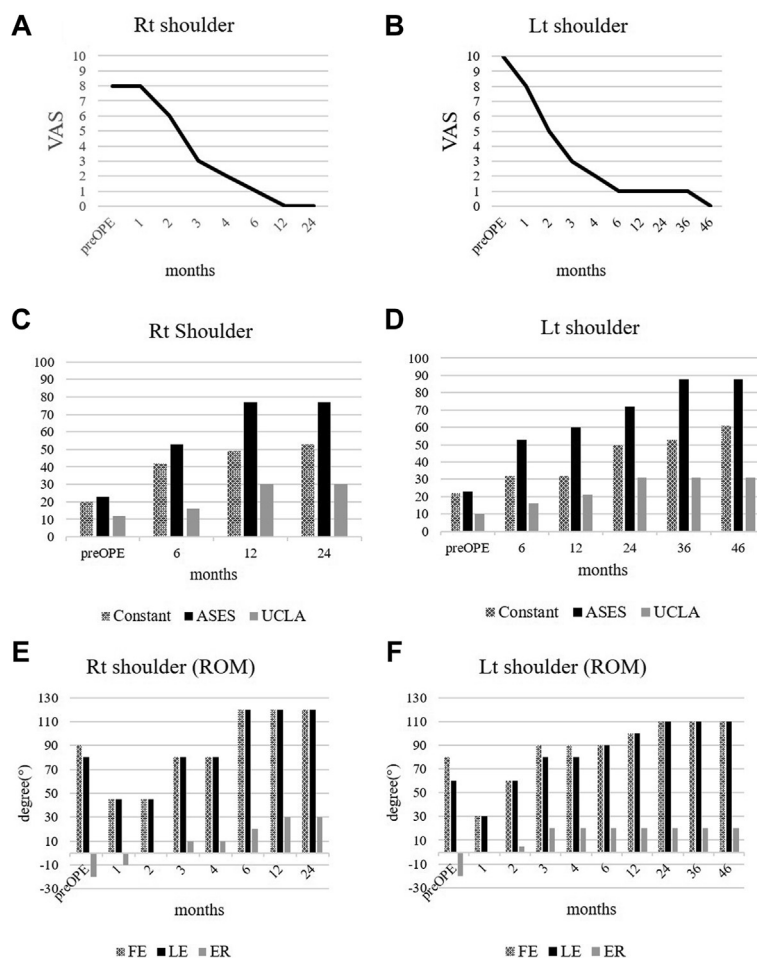 A
Rt shoulder
10
9
8
7
6
5
4
3
2
1
0
VAS
preOPE 1 2 3 4 6 12 24
months
B
Lt shoulder
10
9
8
7
6
5
4
3
2
1
0
VAS
preOPE 1 2 3 4 6 12 24 36 46
months
C
Rt Shoulder
100
90
80
70
60
50
40
30
20
10
0
preOPE 6 12 24
months
Constant ASES UCLA
D
Lt shoulder
100
90
80
70
60
50
40
30
20
10
0
preOPE 6 12 24 36 46
months
Constant ASES UCLA
E
Rt shoulder (ROM)
130
110
90
70
50
30
10
-10
-30
degree(°)
preOPE 1 2 3 4 6 12 24
months
FE LE ER
F
Lt shoulder (ROM)
130
110
90
70
50
30
10
-10
-30
degree(°)
preOPE 1 2 3 4 6 12 24 36 46
months
FE LE ER